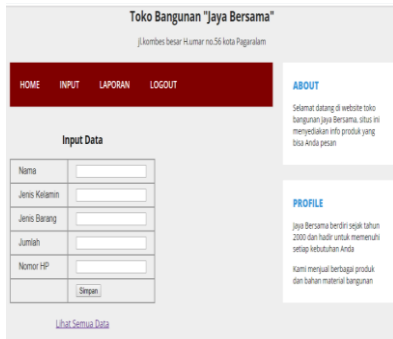 Toko Bangunan "Jaya Bersama"
jl.kombes besar H.umar no.56 kota Pagaralam
HOME INPUT LAPORAN LOGOUT
Input Data
Nama
Jenis Kelamin
Jenis Barang
Jumlah
Nomor HP
Simpan
Lihat Semua Data
ABOUT
Selamat datang di website toko
bangunan Jaya Bersama, situs ini
menyediakan info produk yang
bisa Anda pesan
PROFILE
Jaya Bersama berdiri sejak tahun
2000 dan hadir untuk memenuhi
setiap kebutuhan Anda
Kami menjual berbagai produk
dan bahan material bangunan